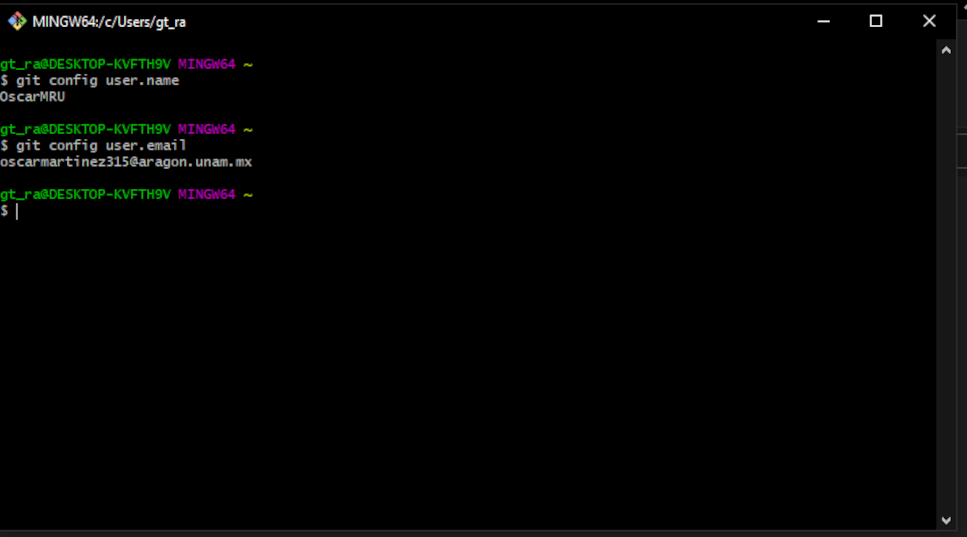 MINGW64:/c/Users/gt_ra
gt_ra@DESKTOP-KVFTH9V MINGW64 ~
$ git config user.name
OscarMRU
gt_ra@DESKTOP-KVFTH9V MINGW64 ~
$ git config user.email
oscarmartinez315@aragon.unam.mx
gt_ra@DESKTOP-KVFTH9V MINGW64 ~
$